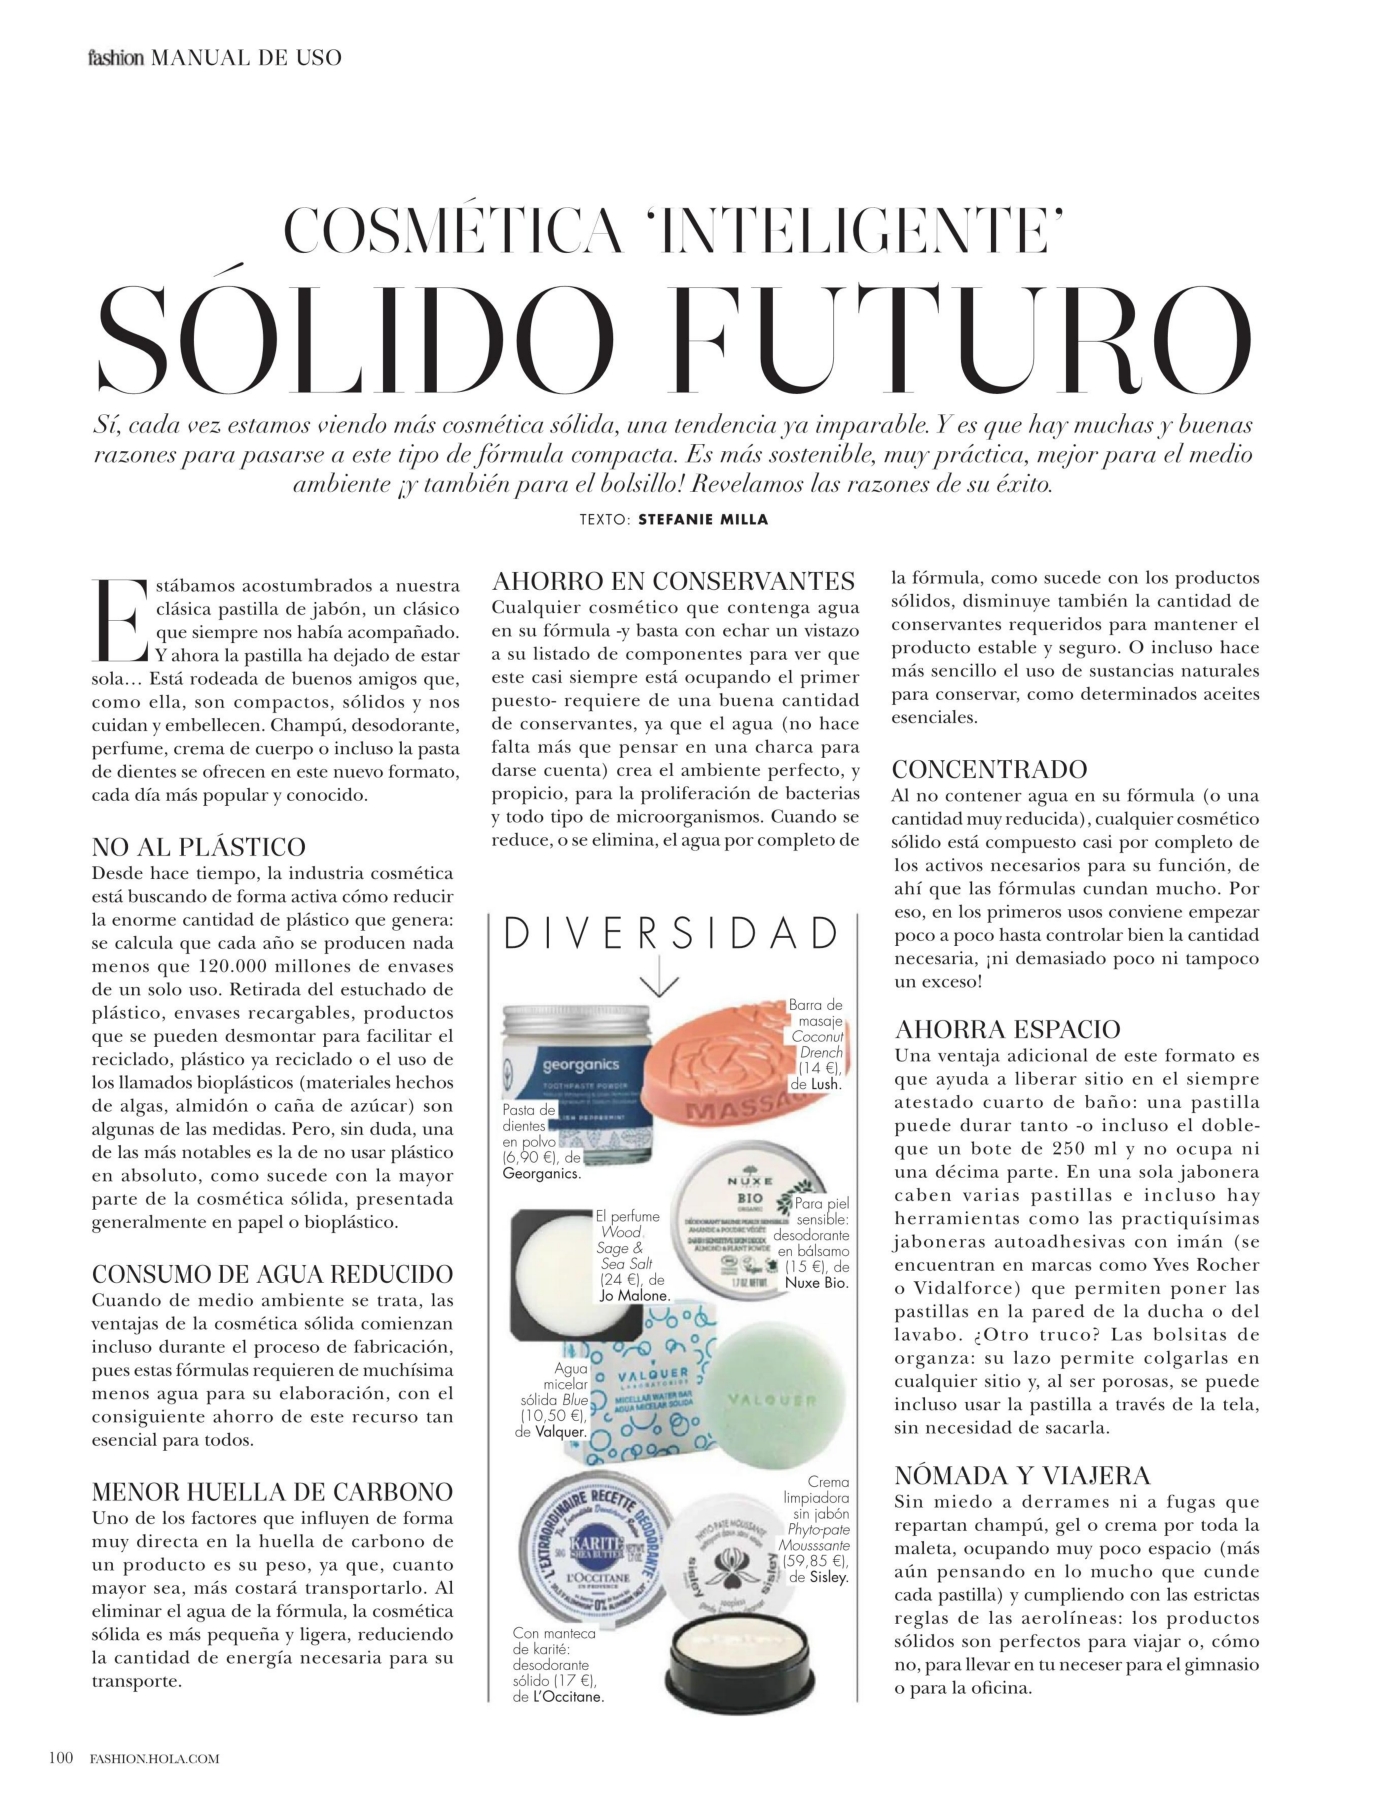 fashion MANUAL DE USO
COSMÉTICA ‘INTELIGENTE’
SÓLIDO FUTURO
Sí, cada vez estamos viendo más cosmética sólida, una tendencia ya imparable. Y es que hay muchas y buenas
razones para pasarse a este tipo de fórmula compacta. Es más sostenible, muy práctica, mejor para el medio
ambiente ¡y también para el bolsillo! Revelamos las razones de su éxito.
TEXTO: STEFANIE MILLA
Estábamos acostumbrados a nuestra
clásica pastilla de jabón, un clásico
que siempre nos había acompañado.
Y ahora la pastilla ha dejado de estar
sola… Está rodeada de buenos amigos que,
como ella, son compactos, sólidos y nos
cuidan y embellecen. Champú, desodorante,
perfume, crema de cuerpo o incluso la pasta
de dientes se ofrecen en este nuevo formato,
cada día más popular y conocido.
NO AL PLÁSTICO
Desde hace tiempo, la industria cosmética
está buscando de forma activa cómo reducir
la enorme cantidad de plástico que genera:
se calcula que cada año se producen nada
menos que 120.000 millones de envases
de un solo uso. Retirada del estuchado de
plástico, envases recargables, productos
que se pueden desmontar para facilitar el
reciclado, plástico ya reciclado o el uso de
los llamados bioplásticos (materiales hechos
de algas, almidón o caña de azúcar) son
algunas de las medidas. Pero, sin duda, una
de las más notables es la de no usar plástico
en absoluto, como sucede con la mayor
parte de la cosmética sólida, presentada
generalmente en papel o bioplástico.
CONSUMO DE AGUA REDUCIDO
Cuando de medio ambiente se trata, las
ventajas de la cosmética sólida comienzan
incluso durante el proceso de fabricación,
pues estas fórmulas requieren de muchísima
menos agua para su elaboración, con el
consiguiente ahorro de este recurso tan
esencial para todos.
MENOR HUELLA DE CARBONO
Uno de los factores que influyen de forma
muy directa en la huella de carbono de
un producto es su peso, ya que, cuanto
mayor sea, más costará transportarlo. Al
eliminar el agua de la fórmula, la cosmética
sólida es más pequeña y ligera, reduciendo
la cantidad de energía necesaria para su
transporte.
AHORRO EN CONSERVANTES
Cualquier cosmético que contenga agua
en su fórmula -y basta con echar un vistazo
a su listado de componentes para ver que
este casi siempre está ocupando el primer
puesto- requiere de una buena cantidad
de conservantes, ya que el agua (no hace
falta más que pensar en una charca para
darse cuenta) crea el ambiente perfecto, y
propicio, para la proliferación de bacterias
y todo tipo de microorganismos. Cuando se
reduce, o se elimina, el agua por completo de
la fórmula, como sucede con los productos
sólidos, disminuye también la cantidad de
conservantes requeridos para mantener el
producto estable y seguro. O incluso hace
más sencillo el uso de sustancias naturales
para conservar, como determinados aceites
esenciales.
CONCENTRADO
Al no contener agua en su fórmula (o una
cantidad muy reducida), cualquier cosmético
sólido está compuesto casi por completo de
los activos necesarios para su función, de
ahí que las fórmulas cundan mucho. Por
eso, en los primeros usos conviene empezar
poco a poco hasta controlar bien la cantidad
necesaria, ¡ni demasiado poco ni tampoco
un exceso!
AHORRA ESPACIO
Una ventaja adicional de este formato es
que ayuda a liberar sitio en el siempre
atestado cuarto de baño: una pastilla
puede durar tanto -o incluso el doble-
que un bote de 250 ml y no ocupa ni
una décima parte. En una sola jabonera
caben varias pastillas e incluso hay
herramientas como las practiquísimas
jaboneras autoadhesivas con imán (se
encuentran en marcas como Yves Rocher
o Vidalforce) que permiten poner las
pastillas en la pared de la ducha o del
lavabo. ¿Otro truco? Las bolsitas de
organza: su lazo permite colgarlas en
cualquier sitio y, al ser porosas, se puede
incluso usar la pastilla a través de la tela,
sin necesidad de sacarla.
NÓMADA Y VIAJERA
Sin miedo a derrames ni a fugas que
repartan champú, gel o crema por toda la
maleta, ocupando muy poco espacio (más
aún pensando en lo mucho que cunde
cada pastilla) y cumpliendo con las estrictas
reglas de las aerolíneas: los productos
sólidos son perfectos para viajar o, cómo
no, para llevar en tu neceser para el gimnasio
o para la oficina.
DIVERSIDAD
georganics
TOOTHPASTE POWDER
PEPPERMINT
Pasta de
dientes
en polvo
(6,90 €), de
Georganics.
MASSA
Barra de
masaje
Coconut
Drench
(14 €),
de Lush.
NUXE
BIO
ORGANIC
Para piel
sensible:
desodorante
en bálsamo
(15 €), de
Nuxe Bio.
El perfume
Wood
Sage &
Sea Salt
(24 €), de
Jo Malone.
VALQUER
LABORATORIOS
MICELLAR WATER BAR
AGUA MICELAR SÓLIDA
VALQUER
Agua
micelar
sólida Blue
(10,50 €),
de Valquer.
L'EXTRAORDINAIRE RECETTE DEODORANTE
KARITÉ
SHEA BUTTER
L'OCCITANE
EN PROVENCE
0%
PHYTO-PATE MOUSSANTE
sisley
sisley
Crema
limpiadora
sin jabón
Phyto-pate
Mousssante
(59,85 €),
de Sisley.
Con manteca
de karité:
desodorante
sólido (17 €),
de L'Occitane.
100 FASHION.HOLA.COM